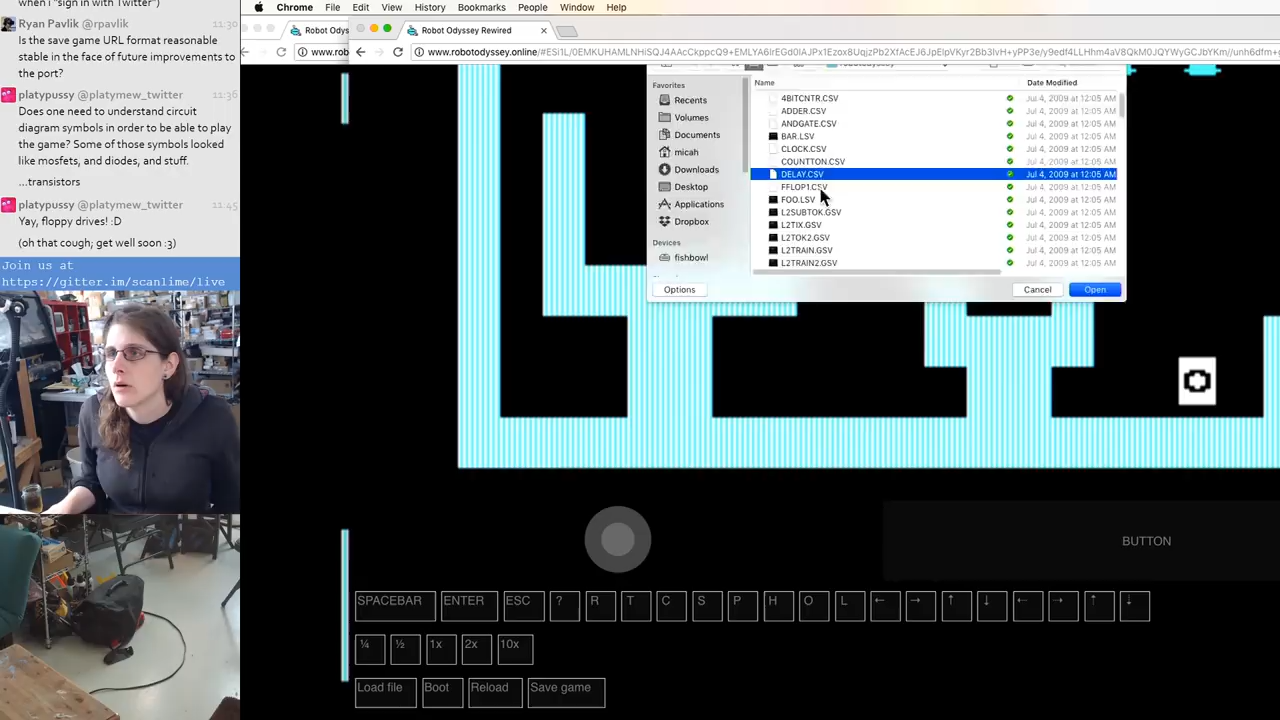 when i "sign in with Twitter")
Ryan Pavlik @rpavlik 11:30
Is the save game URL format reasonable
stable in the face of future improvements to
the port?
platypussy @platymew_twitter 11:36
Does one need to understand circuit
diagram symbols in order to be able to play
the game? Some of those symbols looked
like mosfets, and diodes, and stuff.
...transistors
platypussy @platymew_twitter 11:45
Yay, floppy drives! :D
(oh that cough; get well soon :3)
Join us at
https://gitter.im/scanlime/live
Chrome File Edit View History Bookmarks People Window Help
Robot Odys
Robot Odyssey Rewired
www.rob
www.robotodyssey.online/
Favorites
Recents
Volumes
Documents
micah
Downloads
Desktop
Applications
Dropbox
Devices
fishbowl
Name Date Modified
4BITCNTR.CSV Jul 4, 2009 at 12:05 AM
ADDER.CSV Jul 4, 2009 at 12:05 AM
ANDGATE.CSV Jul 4, 2009 at 12:05 AM
BAR.LSV Jul 4, 2009 at 12:05 AM
CLOCK.CSV Jul 4, 2009 at 12:05 AM
COUNTTON.CSV Jul 4, 2009 at 12:05 AM
DELAY.CSV Jul 4, 2009 at 12:05 AM
FFLOP1.CSV Jul 4, 2009 at 12:05 AM
FOO.LSV Jul 4, 2009 at 12:05 AM
L2SUBTOK.GSV Jul 4, 2009 at 12:05 AM
L2TIX.GSV Jul 4, 2009 at 12:05 AM
L2TOK2.GSV Jul 4, 2009 at 12:05 AM
L2TRAIN.GSV Jul 4, 2009 at 12:05 AM
L2TRAIN2.GSV Jul 4, 2009 at 12:05 AM
Options Cancel Open
BUTTON
SPACEBAR ENTER ESC ? R T C S P H O L ← → ↑ ↓ ← → ↑ ↓
¼ ½ 1x 2x 10x
Load file Boot Reload Save game